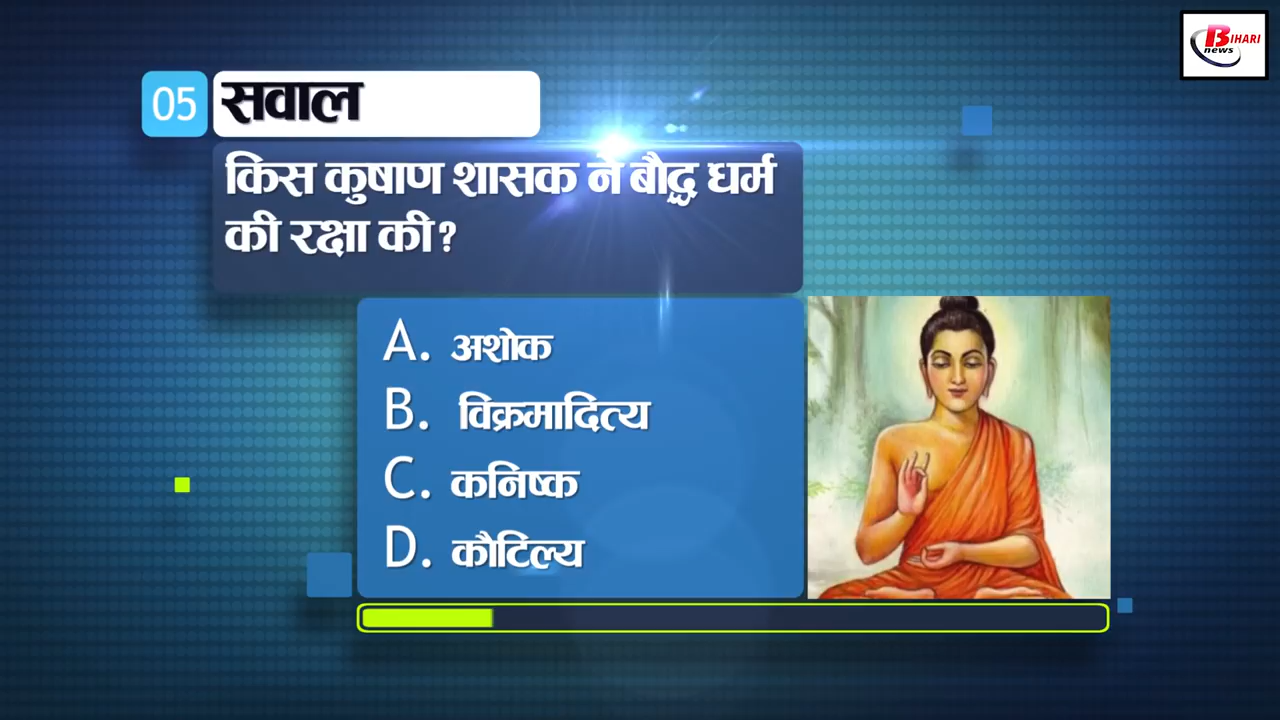 BIHARI
news
05 सवाल
किस कुषाण शासक ने बौद्ध धर्म
की रक्षा की?
A. अशोक
B. विक्रमादित्य
C. कनिष्क
D. कौटिल्य